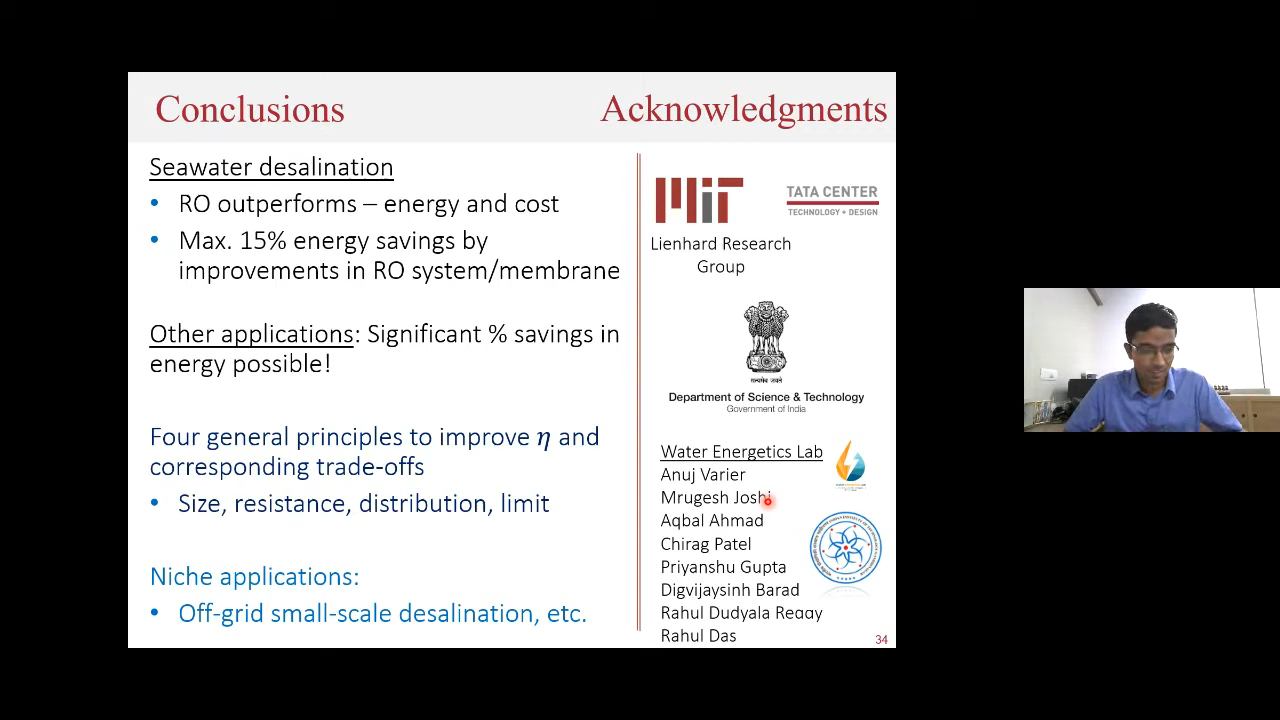 Conclusions
Acknowledgments
Seawater desalination
• RO outperforms – energy and cost
• Max. 15% energy savings by
improvements in RO system/membrane
Other applications: Significant % savings in
energy possible!
Four general principles to improve η and
corresponding trade-offs
• Size, resistance, distribution, limit
Niche applications:
• Off-grid small-scale desalination, etc.
MiT
TATA CENTER
TECHNOLOGY + DESIGN
Lienhard Research
Group
सत्यमेव जयते
Department of Science & Technology
Government of India
Water Energetics Lab
Anuj Varier
Mrugesh Joshi
Aqbal Ahmad
Chirag Patel
Priyanshu Gupta
Digvijaysinh Barad
Rahul Dudyala Reddy
Rahul Das
34